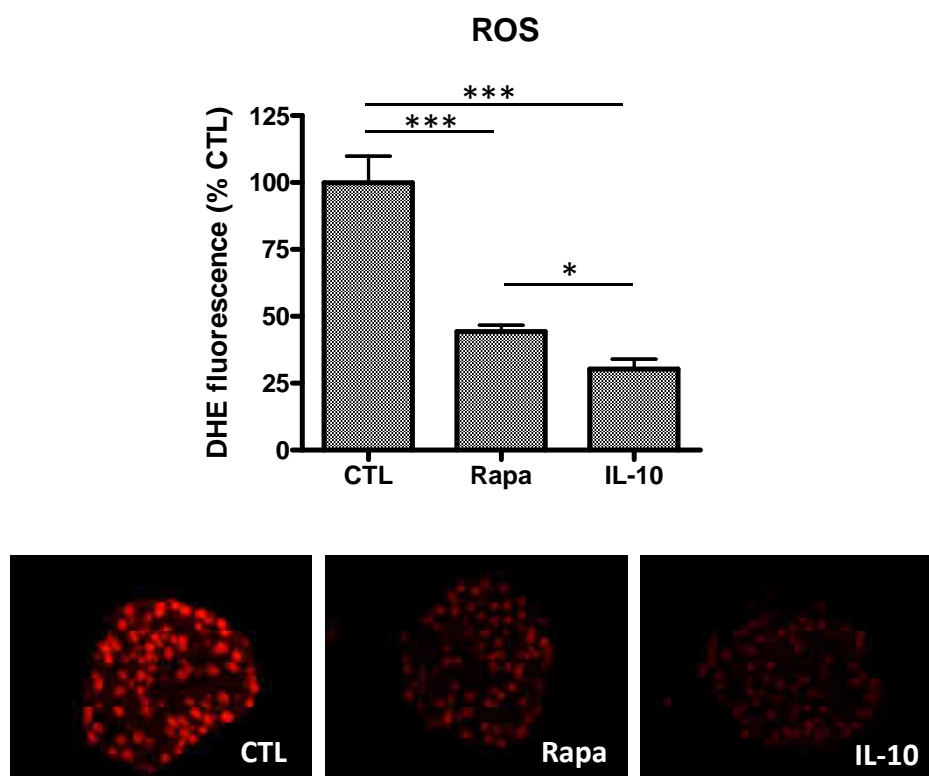 ROS
***
***
*
DHE fluorescence (% CTL)
125
100
75
50
25
0
CTL Rapa IL-10
CTL Rapa IL-10